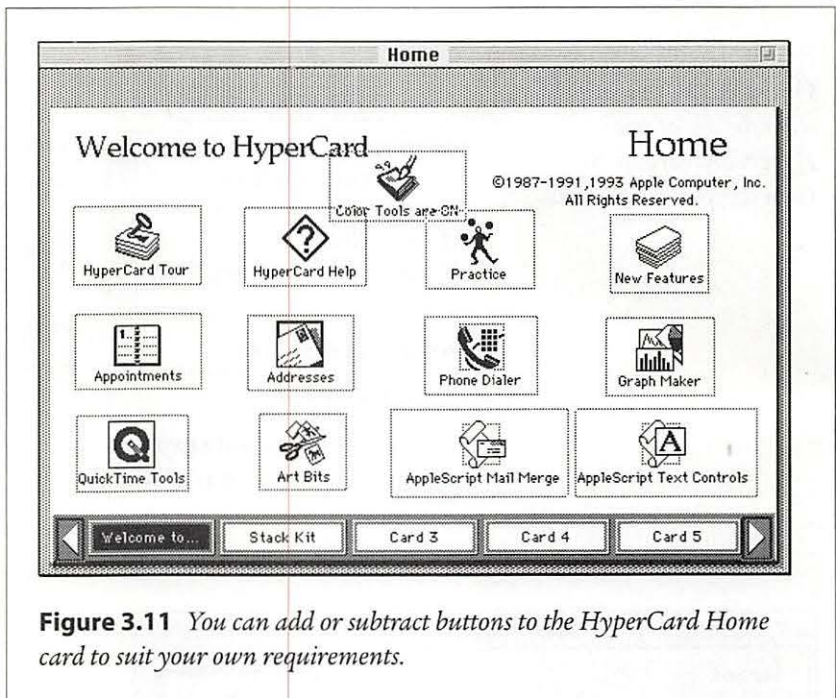 Home
Welcome to HyperCard
Home
©1987-1991,1993 Apple Computer, Inc.
All Rights Reserved.
Color Tools are ON
HyperCard Tour
HyperCard Help
Practice
New Features
Appointments
Addresses
Phone Dialer
Graph Maker
QuickTime Tools
Art Bits
AppleScript Mail Merge
AppleScript Text Controls
Welcome to...
Stack Kit
Card 3
Card 4
Card 5
Figure 3.11 You can add or subtract buttons to the HyperCard Home
card to suit your own requirements.